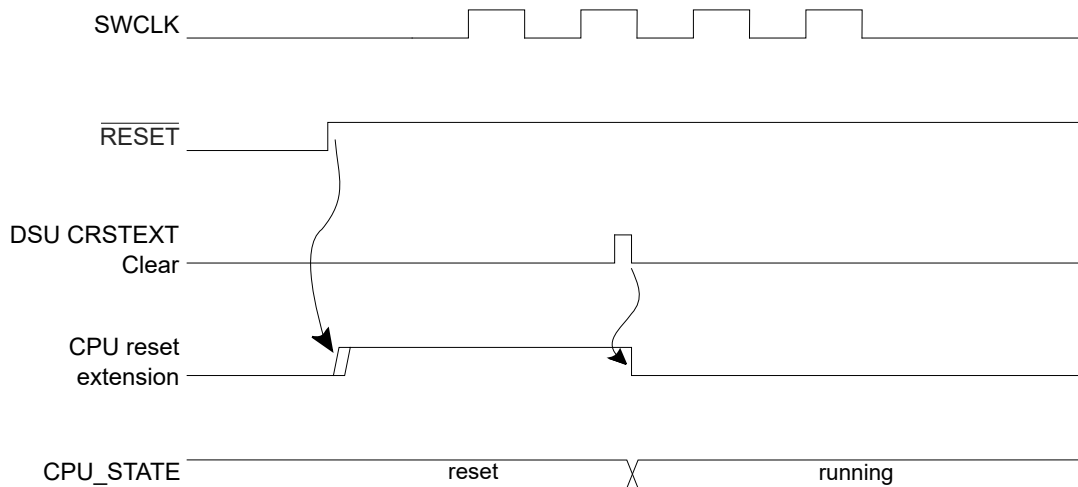 SWCLK
RESET
DSU CRSTEXT
Clear
CPU reset
extension
CPU_STATE reset running